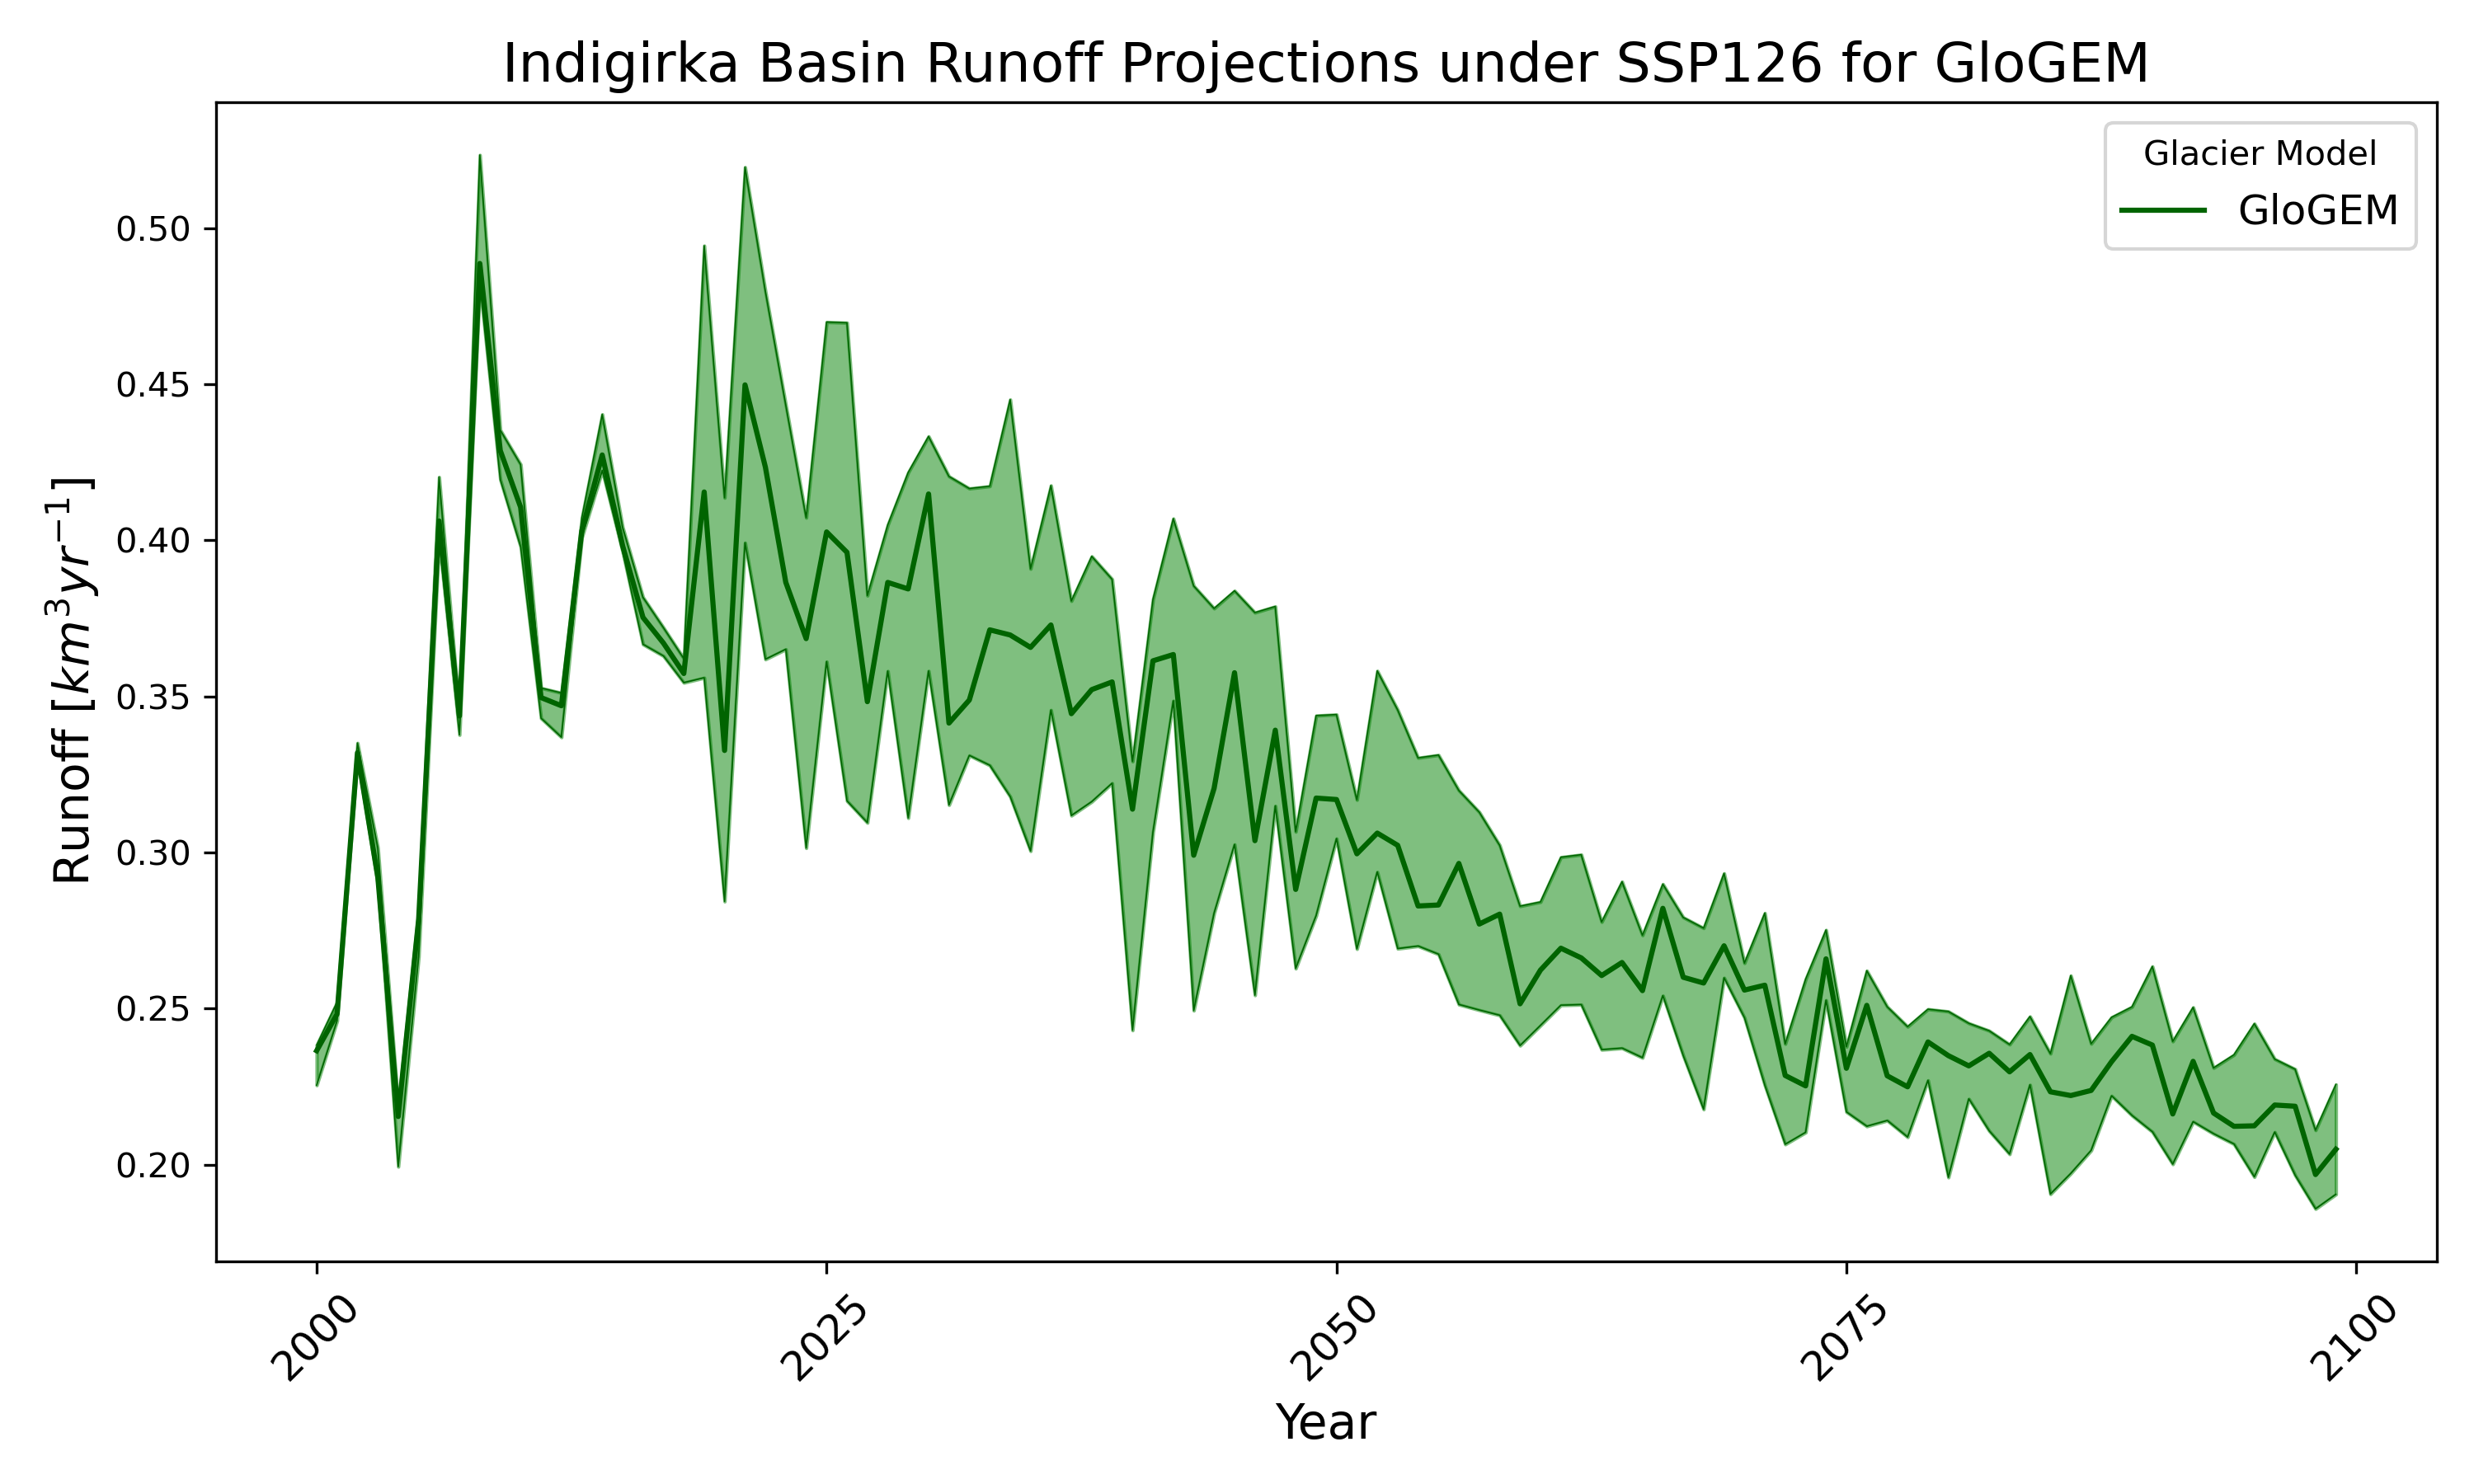 Indigirka Basin Runoff Projections under SSP126 for GloGEM
Glacier Model
GloGEM
Runoff [km³yr⁻¹]
0.50
0.45
0.40
0.35
0.30
0.25
0.20
2000
2025
2050
2075
2100
Year